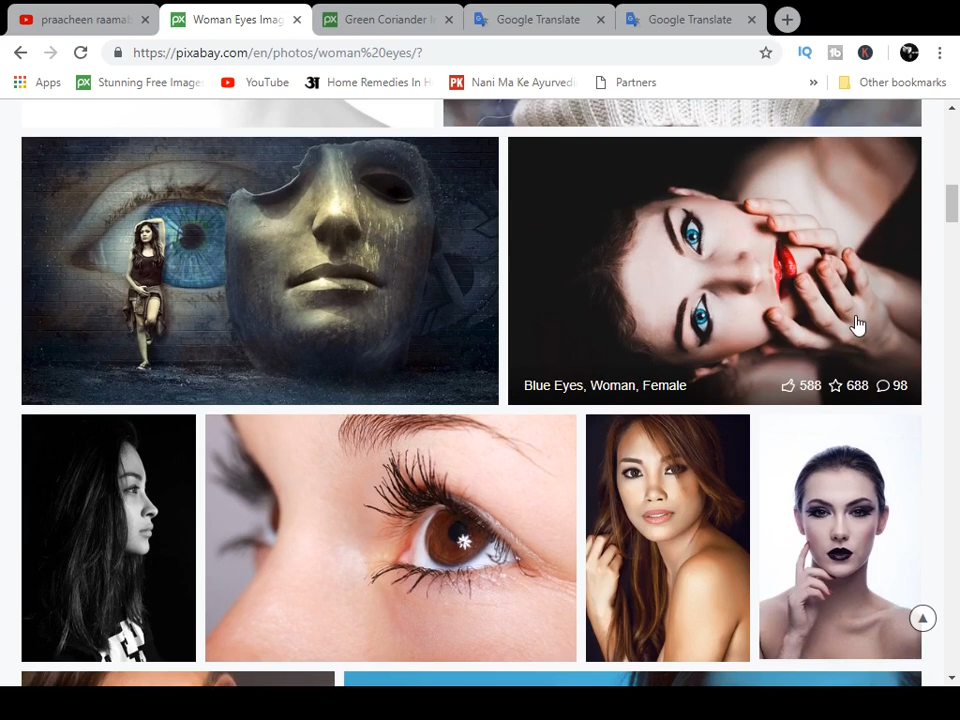 praacheen raamab
Woman Eyes Imag
Green Coriander I
Google Translate
Google Translate
https://pixabay.com/en/photos/woman%20eyes/?
Apps
Stunning Free Image
YouTube
Home Remedies In H
Nani Ma Ke Ayurvedi
Partners
Other bookmarks
Blue Eyes, Woman, Female
588 688 98